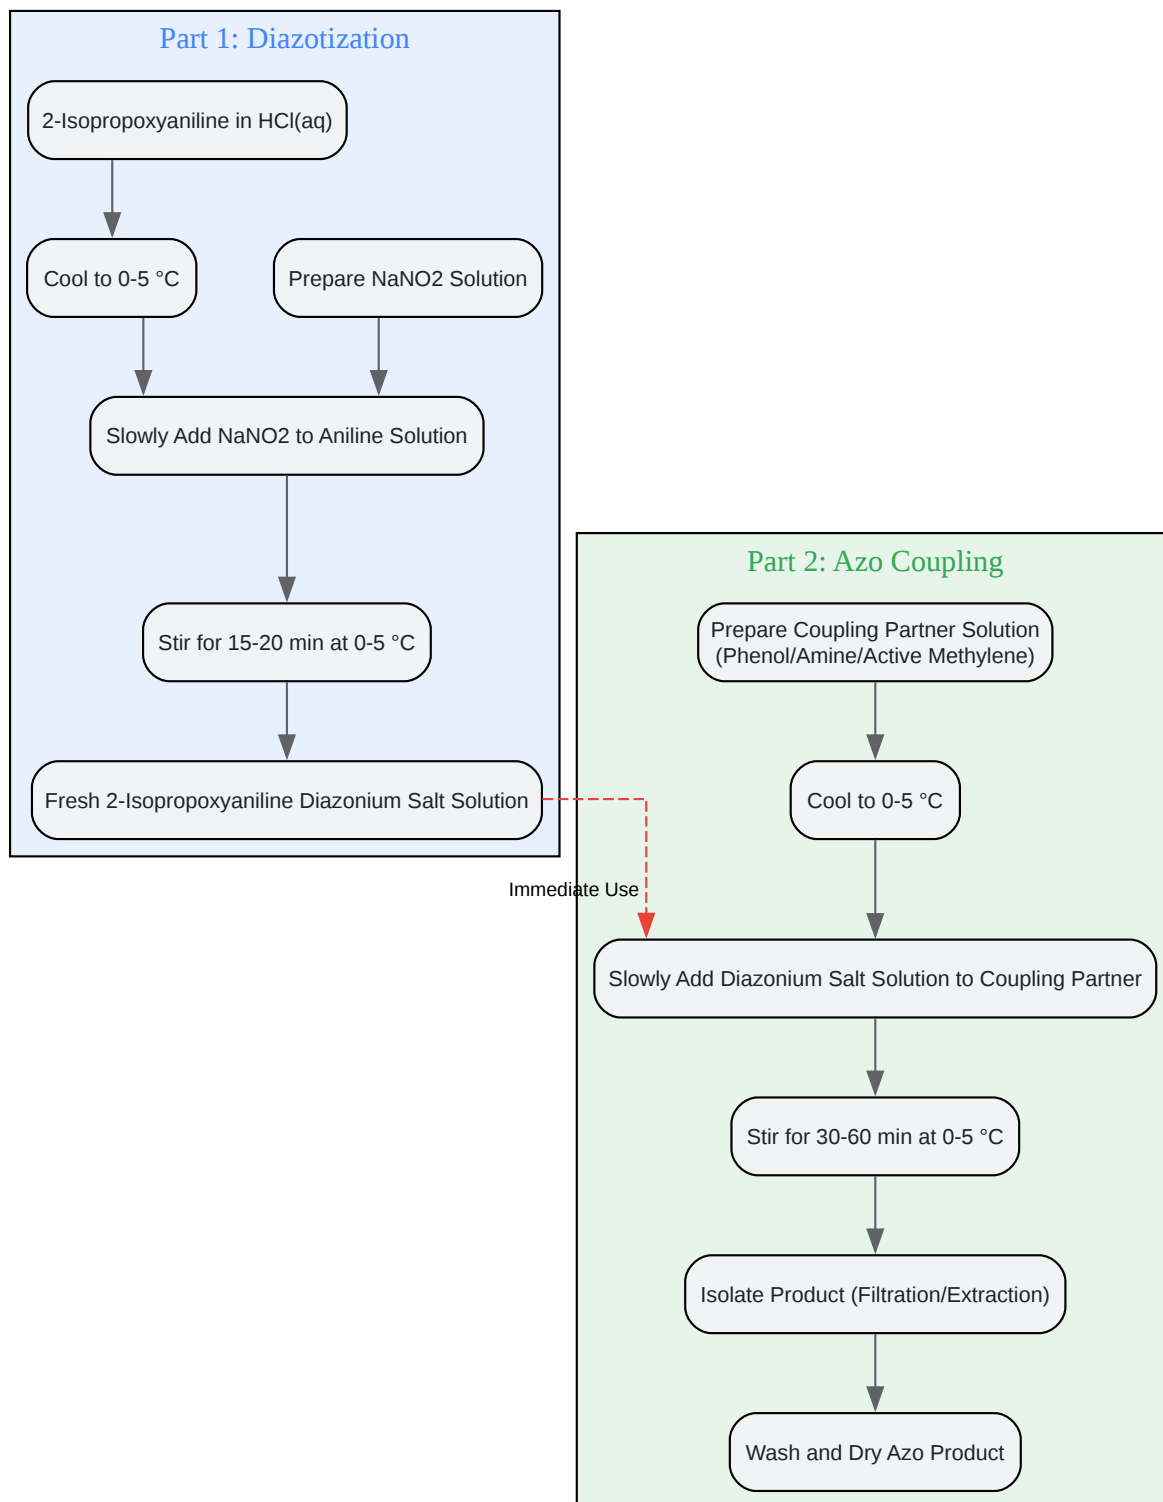 Part 1: Diazotization
2-Isopropoxyaniline in HCl(aq)
Cool to 0-5 °C
Prepare NaNO2 Solution
Slowly Add NaNO2 to Aniline Solution
Stir for 15-20 min at 0-5 °C
Fresh 2-Isopropoxyaniline Diazonium Salt Solution
Immediate Use
Part 2: Azo Coupling
Prepare Coupling Partner Solution
(Phenol/Amine/Active Methylene)
Cool to 0-5 °C
Slowly Add Diazonium Salt Solution to Coupling Partner
Stir for 30-60 min at 0-5 °C
Isolate Product (Filtration/Extraction)
Wash and Dry Azo Product